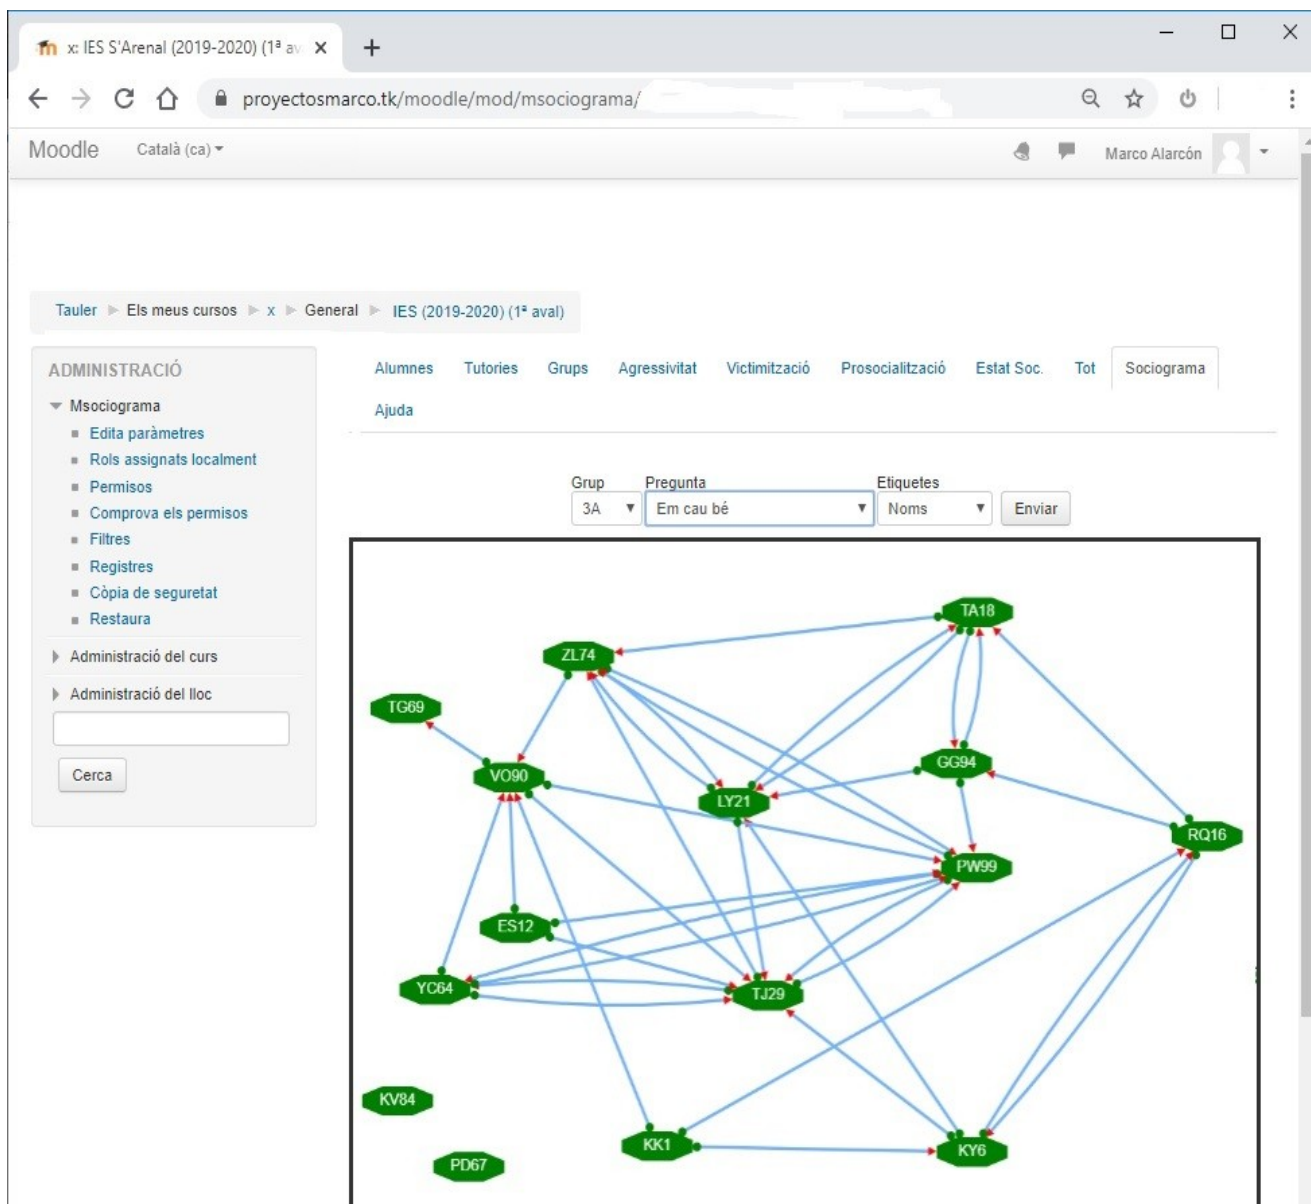 x: IES S'Arenal (2019-2020) (1ª av
proyectosmarco.tk/moodle/mod/msociograma/
Moodle Català (ca) Marco Alarcón
Tauler Els meus cursos x General IES (2019-2020) (1ª aval)
ADMINISTRACIÓ
Msociograma
Edita paràmetres
Rols assignats localment
Permisos
Comprova els permisos
Filtres
Registres
Còpia de seguretat
Restaura
Administració del curs
Administració del lloc
Cerca
Alumnes Tutories Grups Agressivitat Victimització Prosocialització Estat Soc. Tot Sociograma
Ajuda
Grup Pregunta Etiquetes
3A Em cau bé Noms Enviar
TA18
ZL74
TG69
GG94
VO90
LY21
RQ16
PW99
ES12
YC64
TJ29
KV84
KK1
KY6
PD67